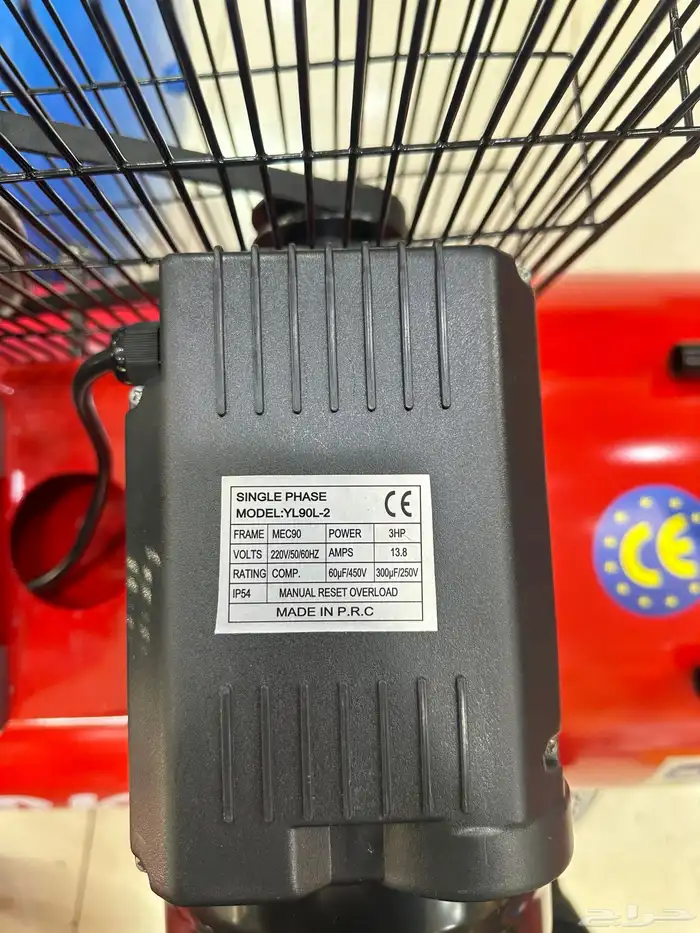 SINGLE PHASE
MODEL:YL90L-2
CE
FRAME MEC90 POWER 3HP
VOLTS 220V/50/60HZ AMPS 13.8
RATING COMP. 60μF/450V 300μF/250V
IP54 MANUAL RESET OVERLOAD
MADE IN P.R.C
CE
حراج